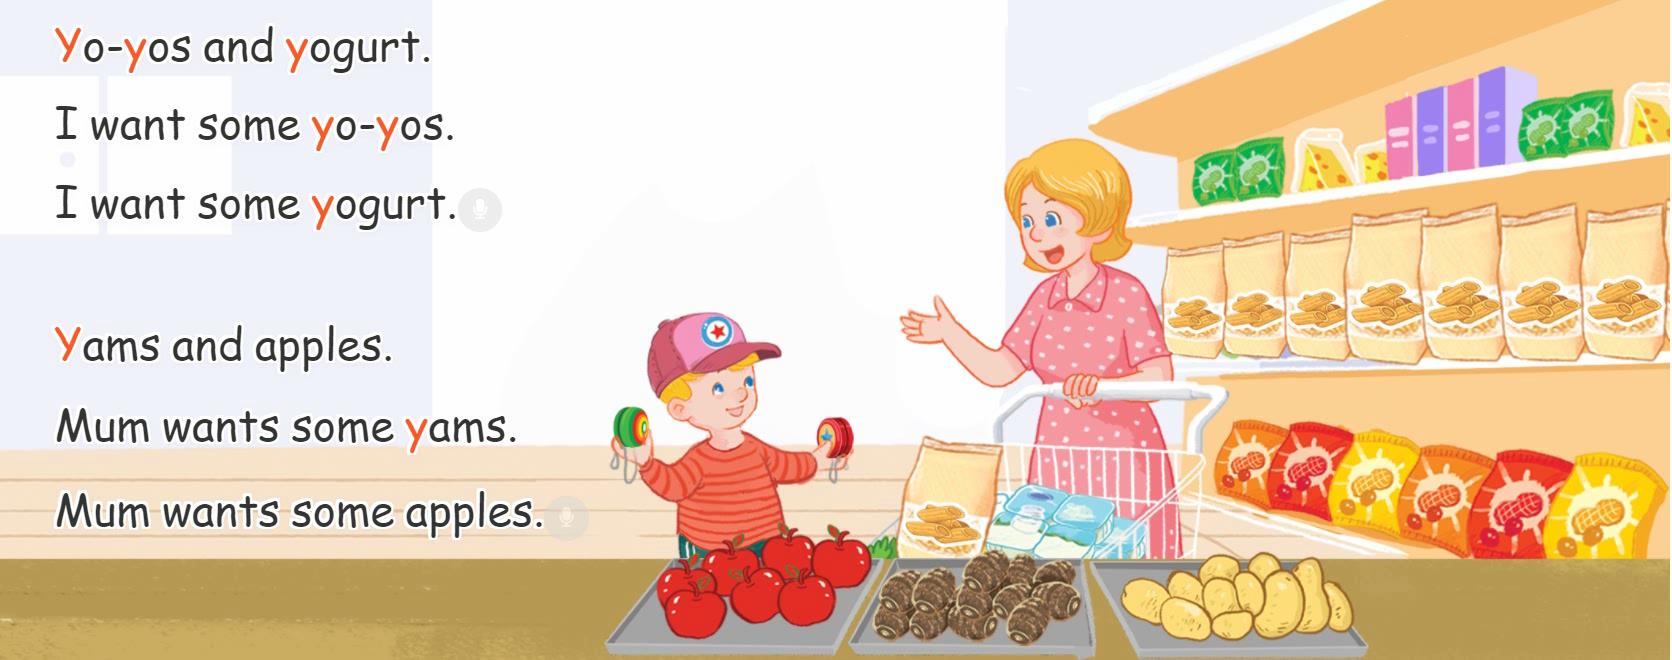 Yo-yos and yogurt.
I want some yo-yos.
I want some yogurt.
Yams and apples.
Mum wants some yams.
Mum wants some apples.